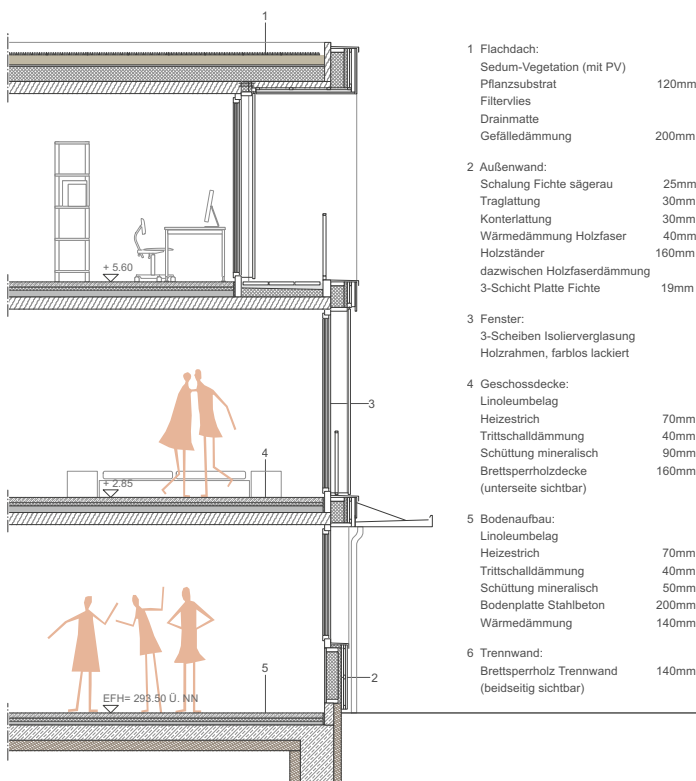 1
+ 5.60
3
4
+ 2.85
5
2
EFH= 293.50 Ü. NN
1 Flachdach:
Sedum-Vegetation (mit PV)
Pflanzsubstrat 120mm
Filtervlies
Drainmatte
Gefälledämmung 200mm
2 Außenwand:
Schalung Fichte sägerau 25mm
Traglattung 30mm
Konterlattung 30mm
Wärmedämmung Holzfaser 40mm
Holzständer 160mm
dazwischen Holzfaserdämmung
3-Schicht Platte Fichte 19mm
3 Fenster:
3-Scheiben Isolierverglasung
Holzrahmen, farblos lackiert
4 Geschossdecke:
Linoleumbelag
Heizestrich 70mm
Trittschalldämmung 40mm
Schüttung mineralisch 90mm
Brettsperrholzdecke 160mm
(unterseite sichtbar)
5 Bodenaufbau:
Linoleumbelag
Heizestrich 70mm
Trittschalldämmung 40mm
Schüttung mineralisch 50mm
Bodenplatte Stahlbeton 200mm
Wärmedämmung 140mm
6 Trennwand:
Brettsperrholz Trennwand 140mm
(beidseitig sichtbar)